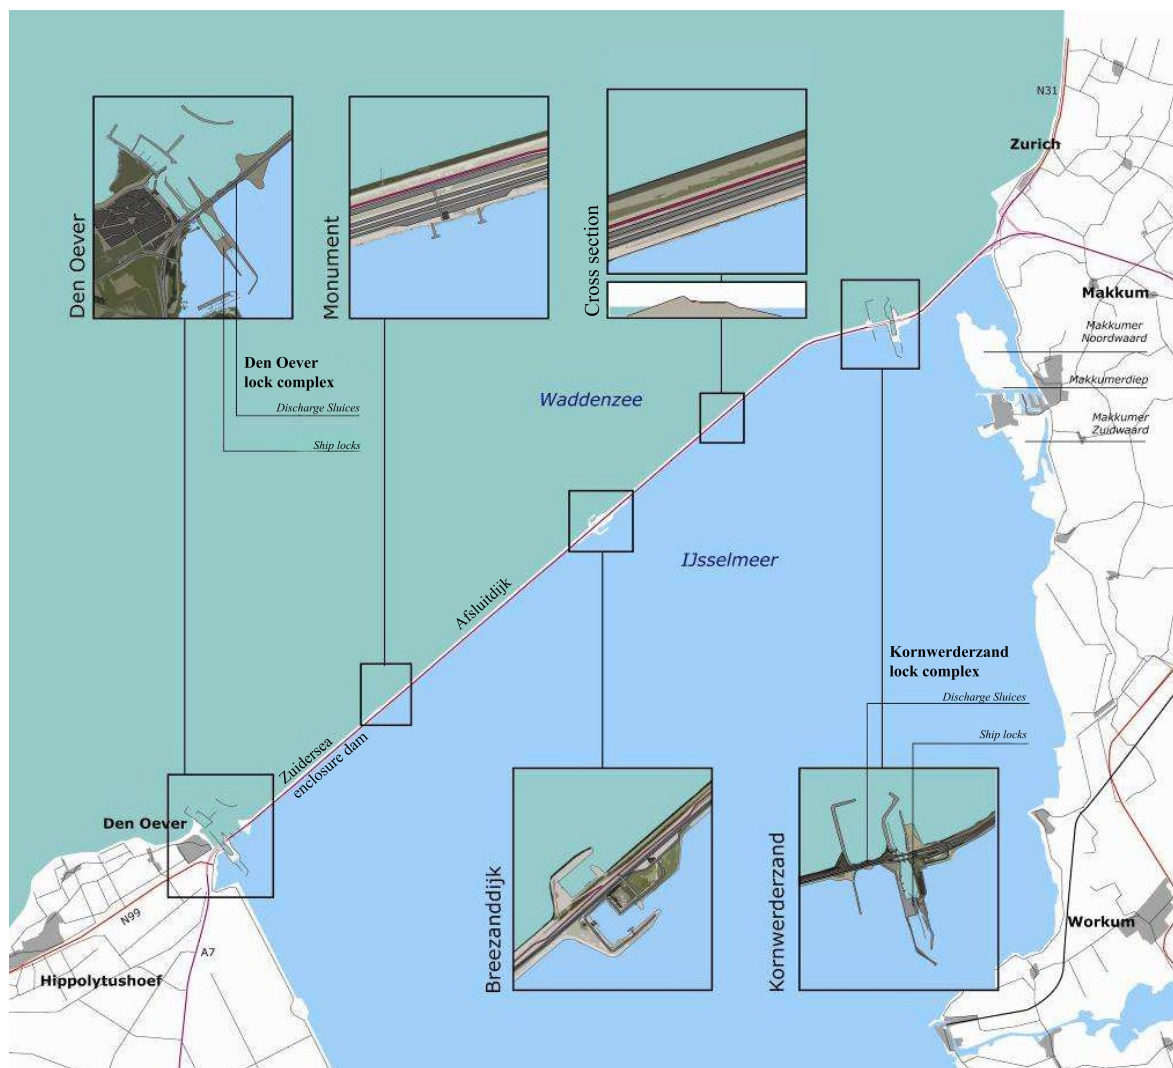 N31
Zurich
Den Oever
Monument
Cross section
Makkum
Makkumer
Noordwaard
Makkumerdiep
Makkumer
Zuidwaard
Den Oever
lock complex
Discharge Sluices
Ship locks
Waddenzee
IJsselmeer
Afsluitdijk
Kornwerderzand
lock complex
Discharge Sluices
Ship locks
Zuidersea
enclosure dam
Den Oever
Breezanddijk
Kornwerderzand
N99
A7
Workum
Hippolytushoef